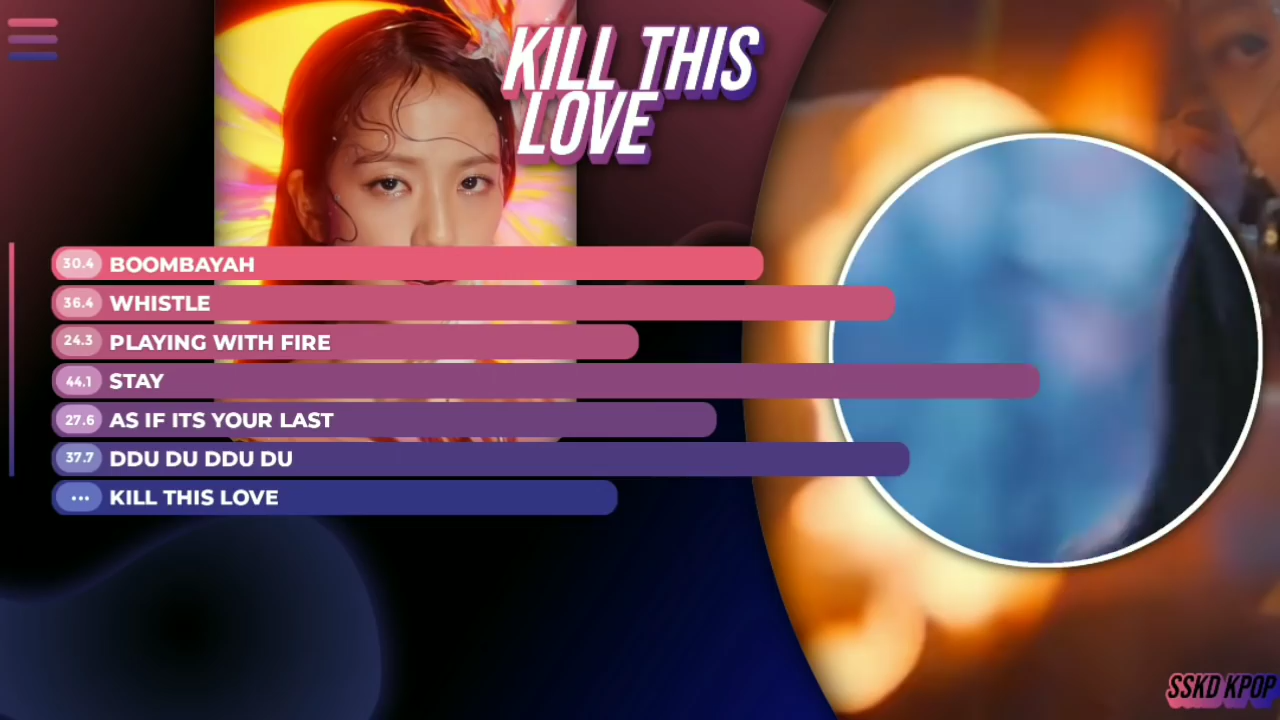 KILL THIS
LOVE
30.4 BOOMBAYAH
36.4 WHISTLE
24.3 PLAYING WITH FIRE
44.1 STAY
27.6 AS IF ITS YOUR LAST
37.7 DDU DU DDU DU
... KILL THIS LOVE
SSKD KPOP